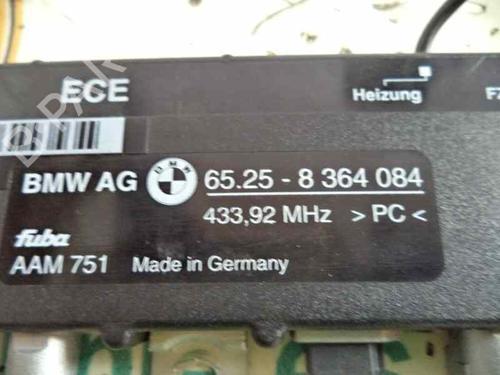 ECE
Heizung
BMW AG BMW 65.25 - 8 364 084
433,92 MHz > PC <
fuba
AAM 751 Made in Germany